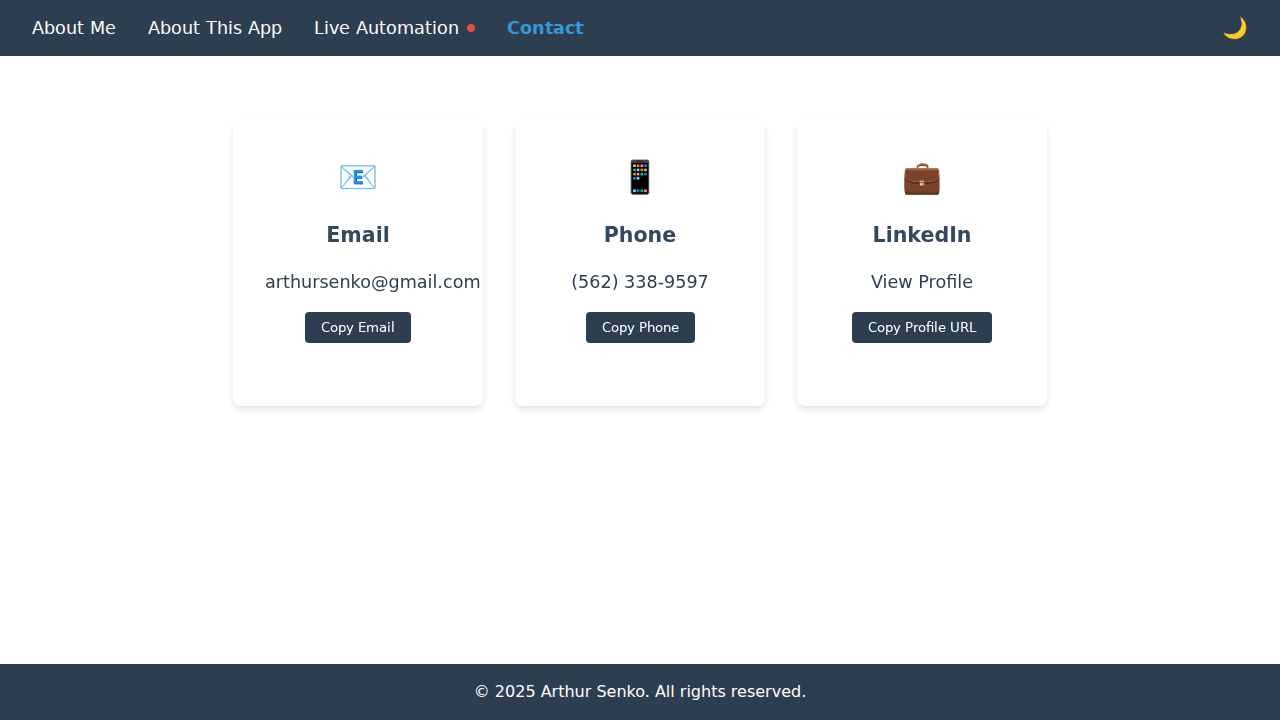 About Me
About This App
Live Automation
Contact
Email
arthursenko@gmail.com
Copy Email
Phone
(562) 338-9597
Copy Phone
LinkedIn
View Profile
Copy Profile URL
© 2025 Arthur Senko. All rights reserved.